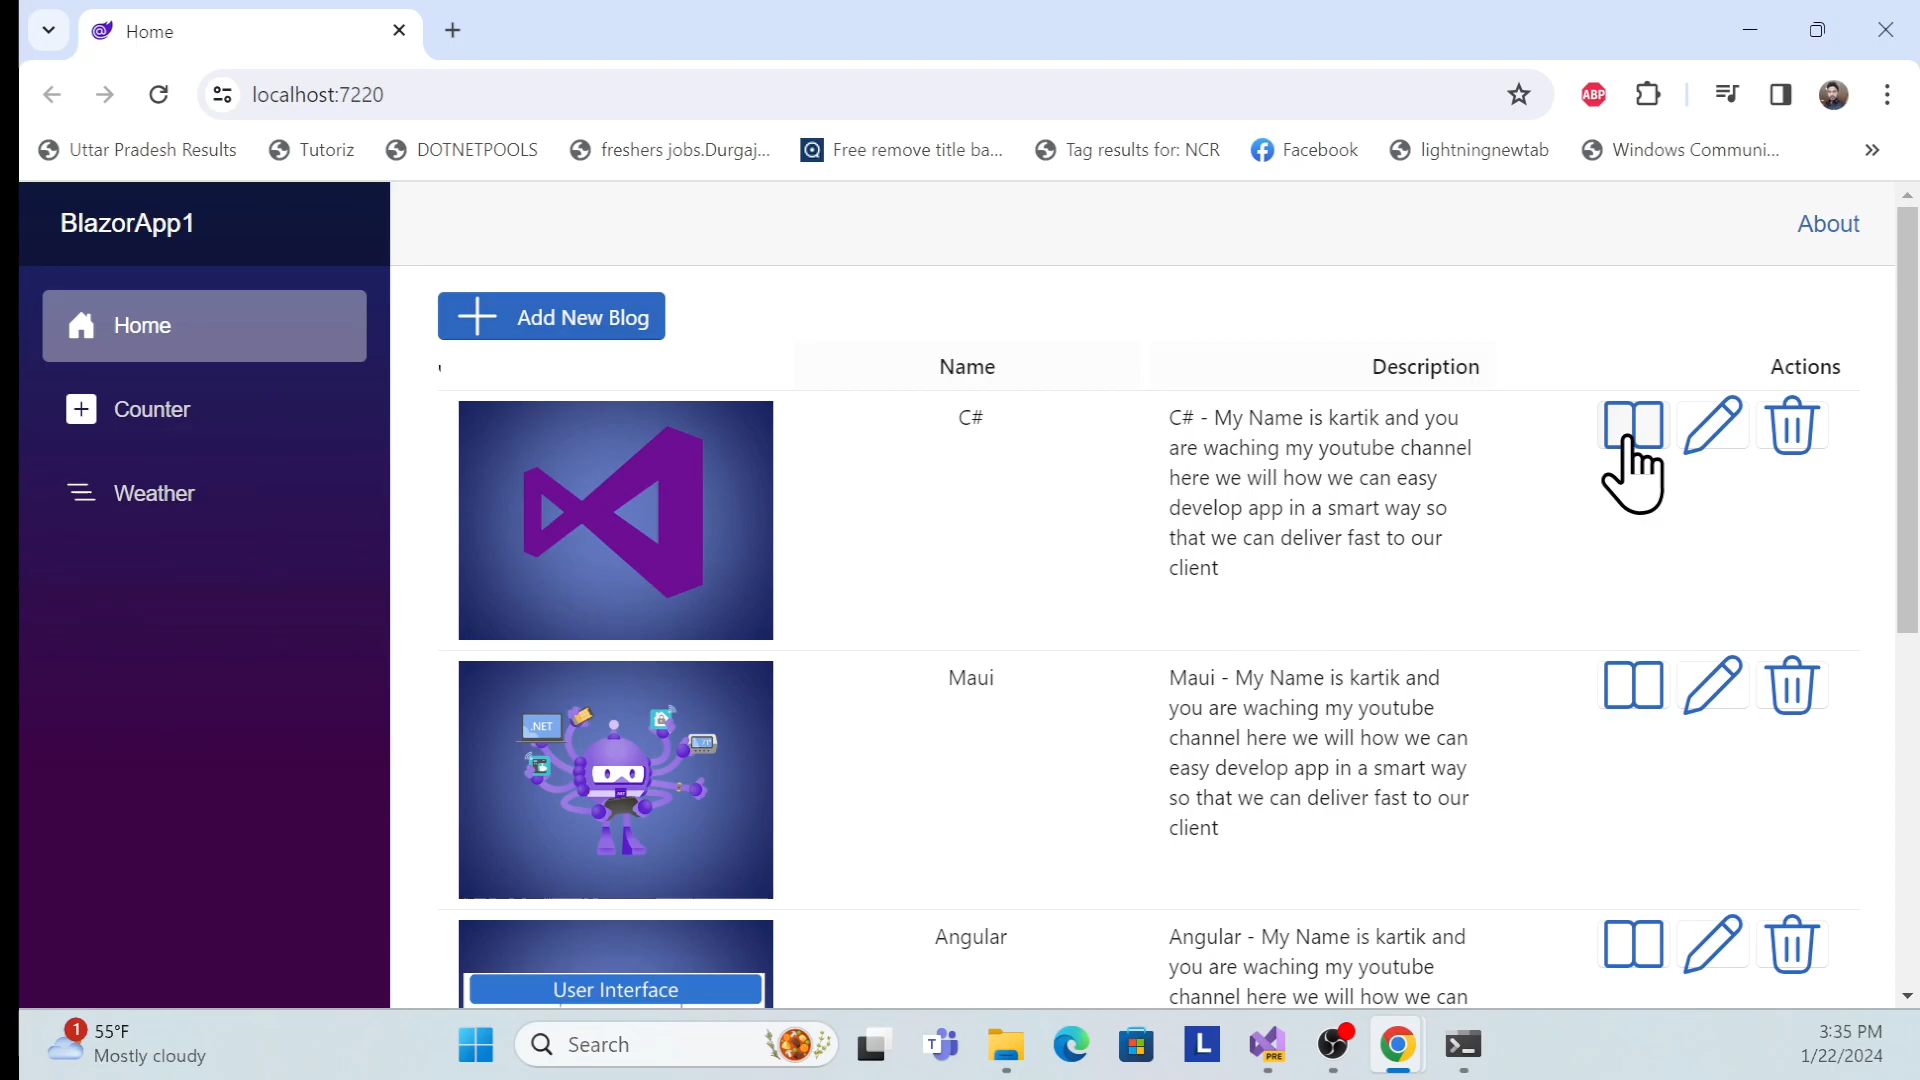 Home
localhost:7220
ABP
Uttar Pradesh Results
Tutoriz
DOTNETPOOLS
freshers jobs.Durgaj...
Free remove title ba...
Tag results for: NCR
Facebook
lightningnewtab
Windows Communi...
BlazorApp1
About
Home
Counter
Weather
Add New Blog
Name
Description
Actions
C#
C# - My Name is kartik and you
are waching my youtube channel
here we will how we can easy
develop app in a smart way so
that we can deliver fast to our
client
.NET
Maui
Maui - My Name is kartik and
you are waching my youtube
channel here we will how we can
easy develop app in a smart way
so that we can deliver fast to our
client
User Interface
Angular
Angular - My Name is kartik and
you are waching my youtube
channel here we will how we can
1
55°F
Mostly cloudy
Search
T
L
PRE
3:35 PM
1/22/2024